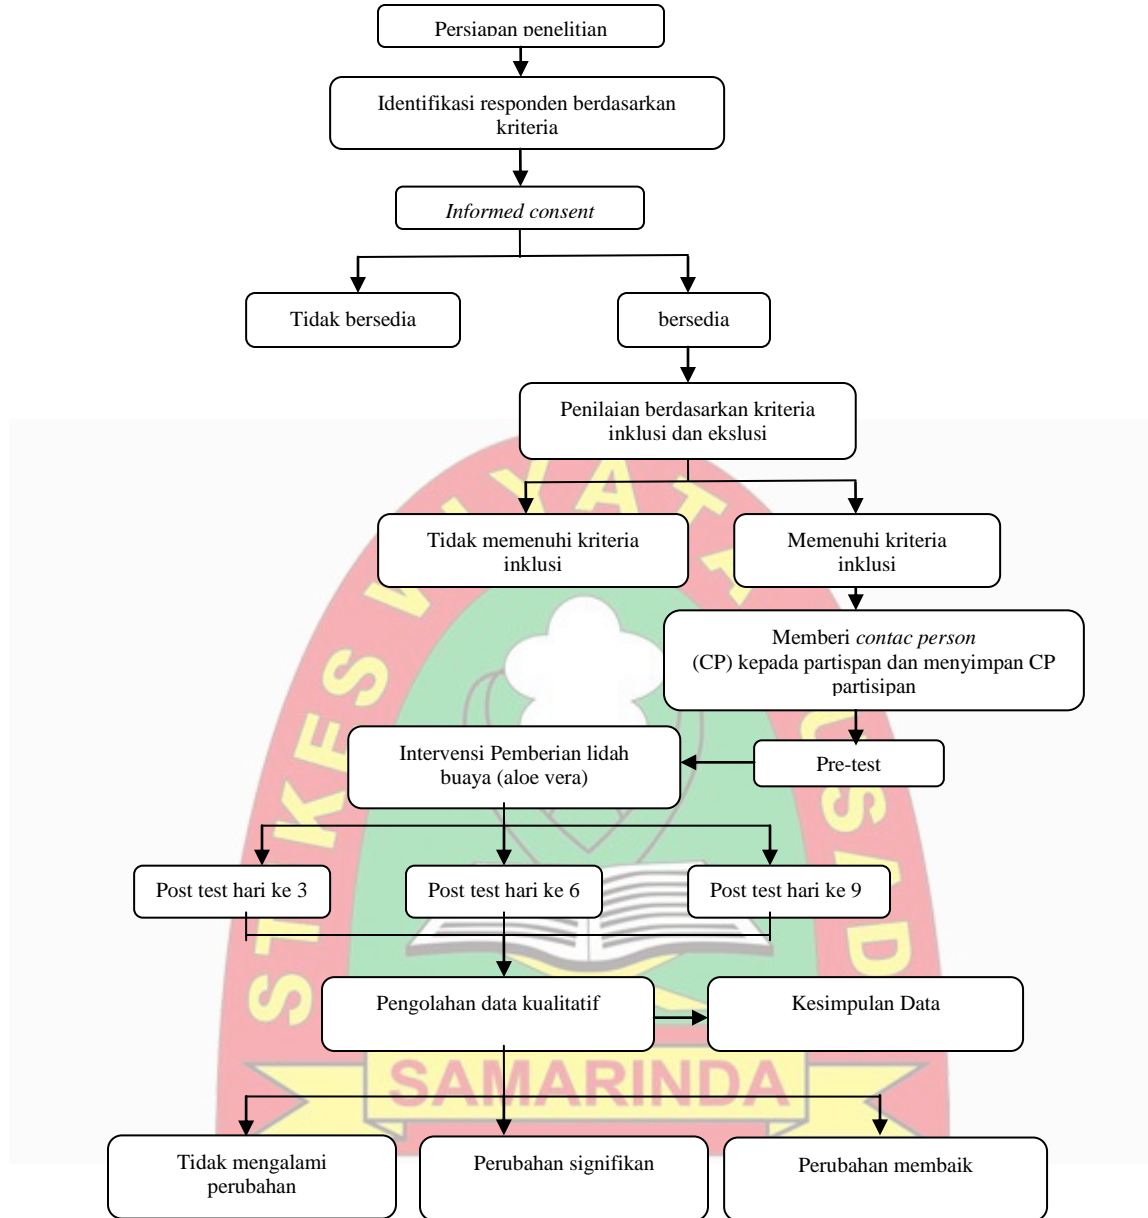 Persiapan penelitian
Identifikasi responden berdasarkan
kriteria
Informed consent
Tidak bersedia
bersedia
Penilaian berdasarkan kriteria
inklusi dan ekslusi
Tidak memenuhi kriteria
inklusi
Memenuhi kriteria
inklusi
Memberi contac person
(CP) kepada partispan dan menyimpan CP
partisipan
Intervensi Pemberian lidah
buaya (aloe vera)
Pre-test
Post test hari ke 3
Post test hari ke 6
Post test hari ke 9
Pengolahan data kualitatif
Kesimpulan Data
Tidak mengalami
perubahan
Perubahan signifikan
Perubahan membaik
STIKES
SAMARINDA